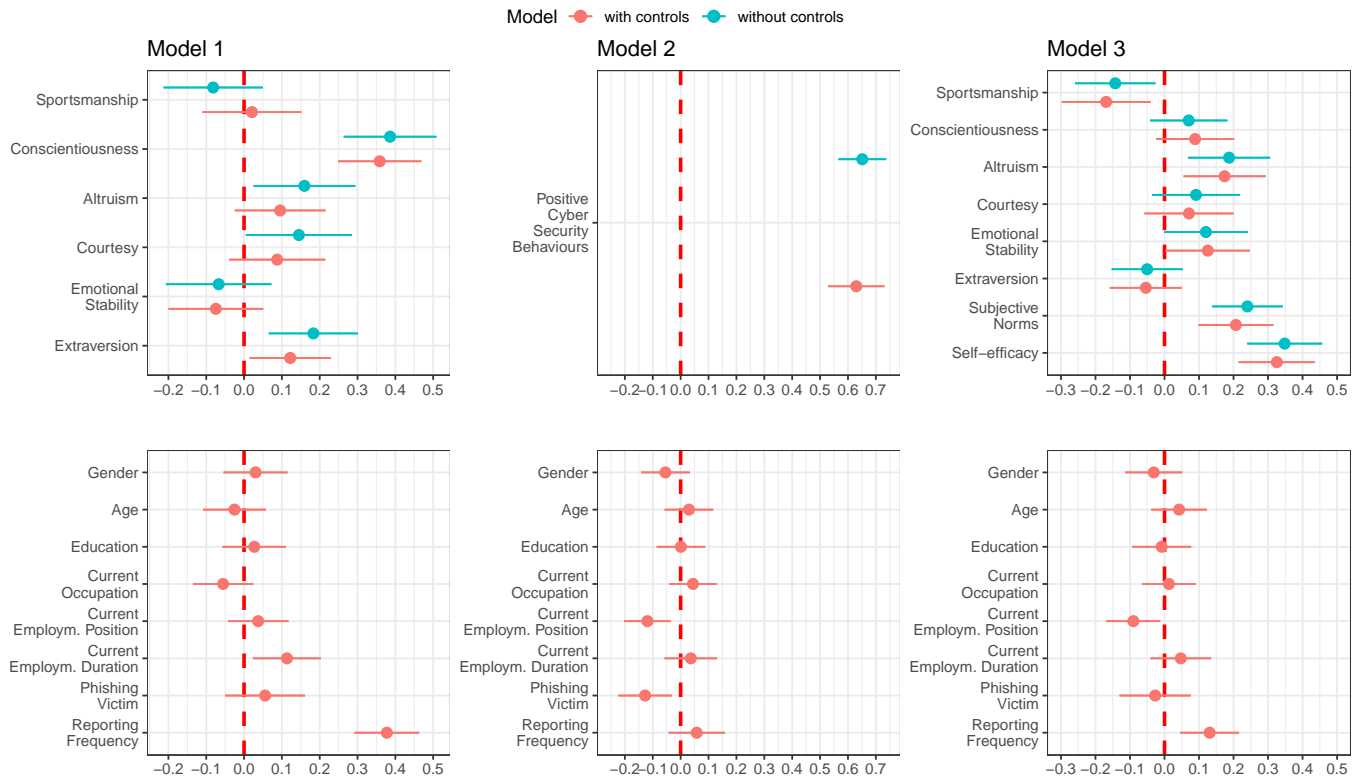 Model with controls without controls
Model 1
Sportsmanship
Conscientiousness
Altruism
Courtesy
Emotional
Stability
Extraversion
−0.2 −0.1 0.0 0.1 0.2 0.3 0.4 0.5
Model 2
Positive
Cyber
Security
Behaviours
−0.2−0.1 0.0 0.1 0.2 0.3 0.4 0.5 0.6 0.7
Model 3
Sportsmanship
Conscientiousness
Altruism
Courtesy
Emotional
Stability
Extraversion
Subjective
Norms
Self−efficacy
−0.3 −0.2 −0.1 0.0 0.1 0.2 0.3 0.4 0.5
Gender
Age
Education
Current
Occupation
Current
Employm. Position
Current
Employm. Duration
Phishing
Victim
Reporting
Frequency
−0.2 −0.1 0.0 0.1 0.2 0.3 0.4 0.5
Gender
Age
Education
Current
Occupation
Current
Employm. Position
Current
Employm. Duration
Phishing
Victim
Reporting
Frequency
−0.2−0.1 0.0 0.1 0.2 0.3 0.4 0.5 0.6 0.7
Gender
Age
Education
Current
Occupation
Current
Employm. Position
Current
Employm. Duration
Phishing
Victim
Reporting
Frequency
−0.3 −0.2 −0.1 0.0 0.1 0.2 0.3 0.4 0.5